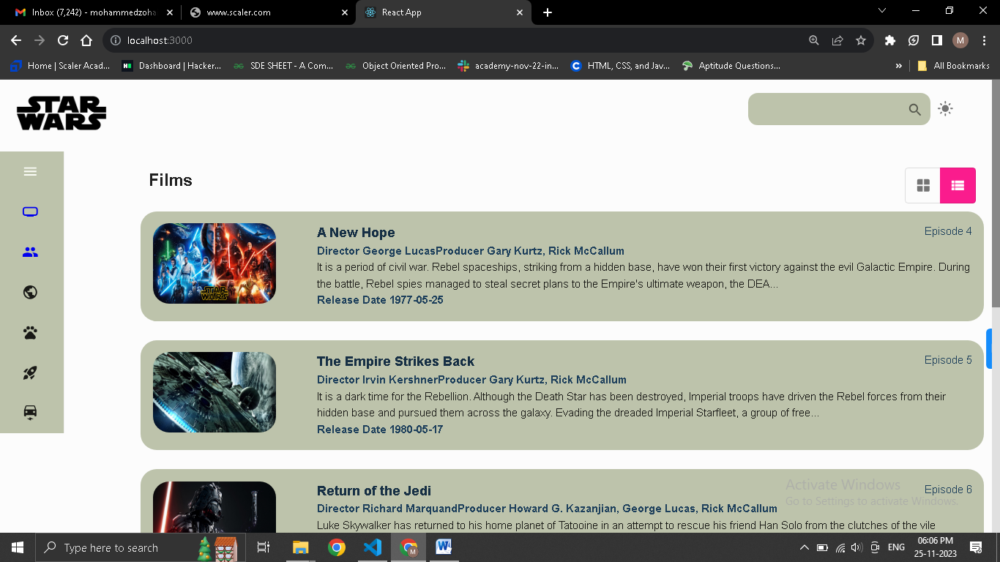 Inbox (7,242) - mohammedzoha
www.scaler.com
React App
localhost:3000
Home | Scaler Acad...
Dashboard | Hacker...
SDE SHEET - A Com...
Object Oriented Pro...
academy-nov-22-in...
HTML, CSS, and Jav...
Aptitude Questions...
»
All Bookmarks
M
STAR
WARS
Films
A New Hope
Episode 4
Director George LucasProducer Gary Kurtz, Rick McCallum
It is a period of civil war. Rebel spaceships, striking from a hidden base, have won their first victory against the evil Galactic Empire. During
the battle, Rebel spies managed to steal secret plans to the Empire's ultimate weapon, the DEA...
Release Date 1977-05-25
STAR
WARS
The Empire Strikes Back
Episode 5
Director Irvin KershnerProducer Gary Kurtz, Rick McCallum
It is a dark time for the Rebellion. Although the Death Star has been destroyed, Imperial troops have driven the Rebel forces from their
hidden base and pursued them across the galaxy. Evading the dreaded Imperial Starfleet, a group of free...
Release Date 1980-05-17
Return of the Jedi
Episode 6
Director Richard MarquandProducer Howard G. Kazanjian, George Lucas, Rick McCallum
Luke Skywalker has returned to his home planet of Tatooine in an attempt to rescue his friend Han Solo from the clutches of the vile
Activate Windows
Go to Settings to activate Windows.
Type here to search
ENG
06:06 PM
25-11-2023